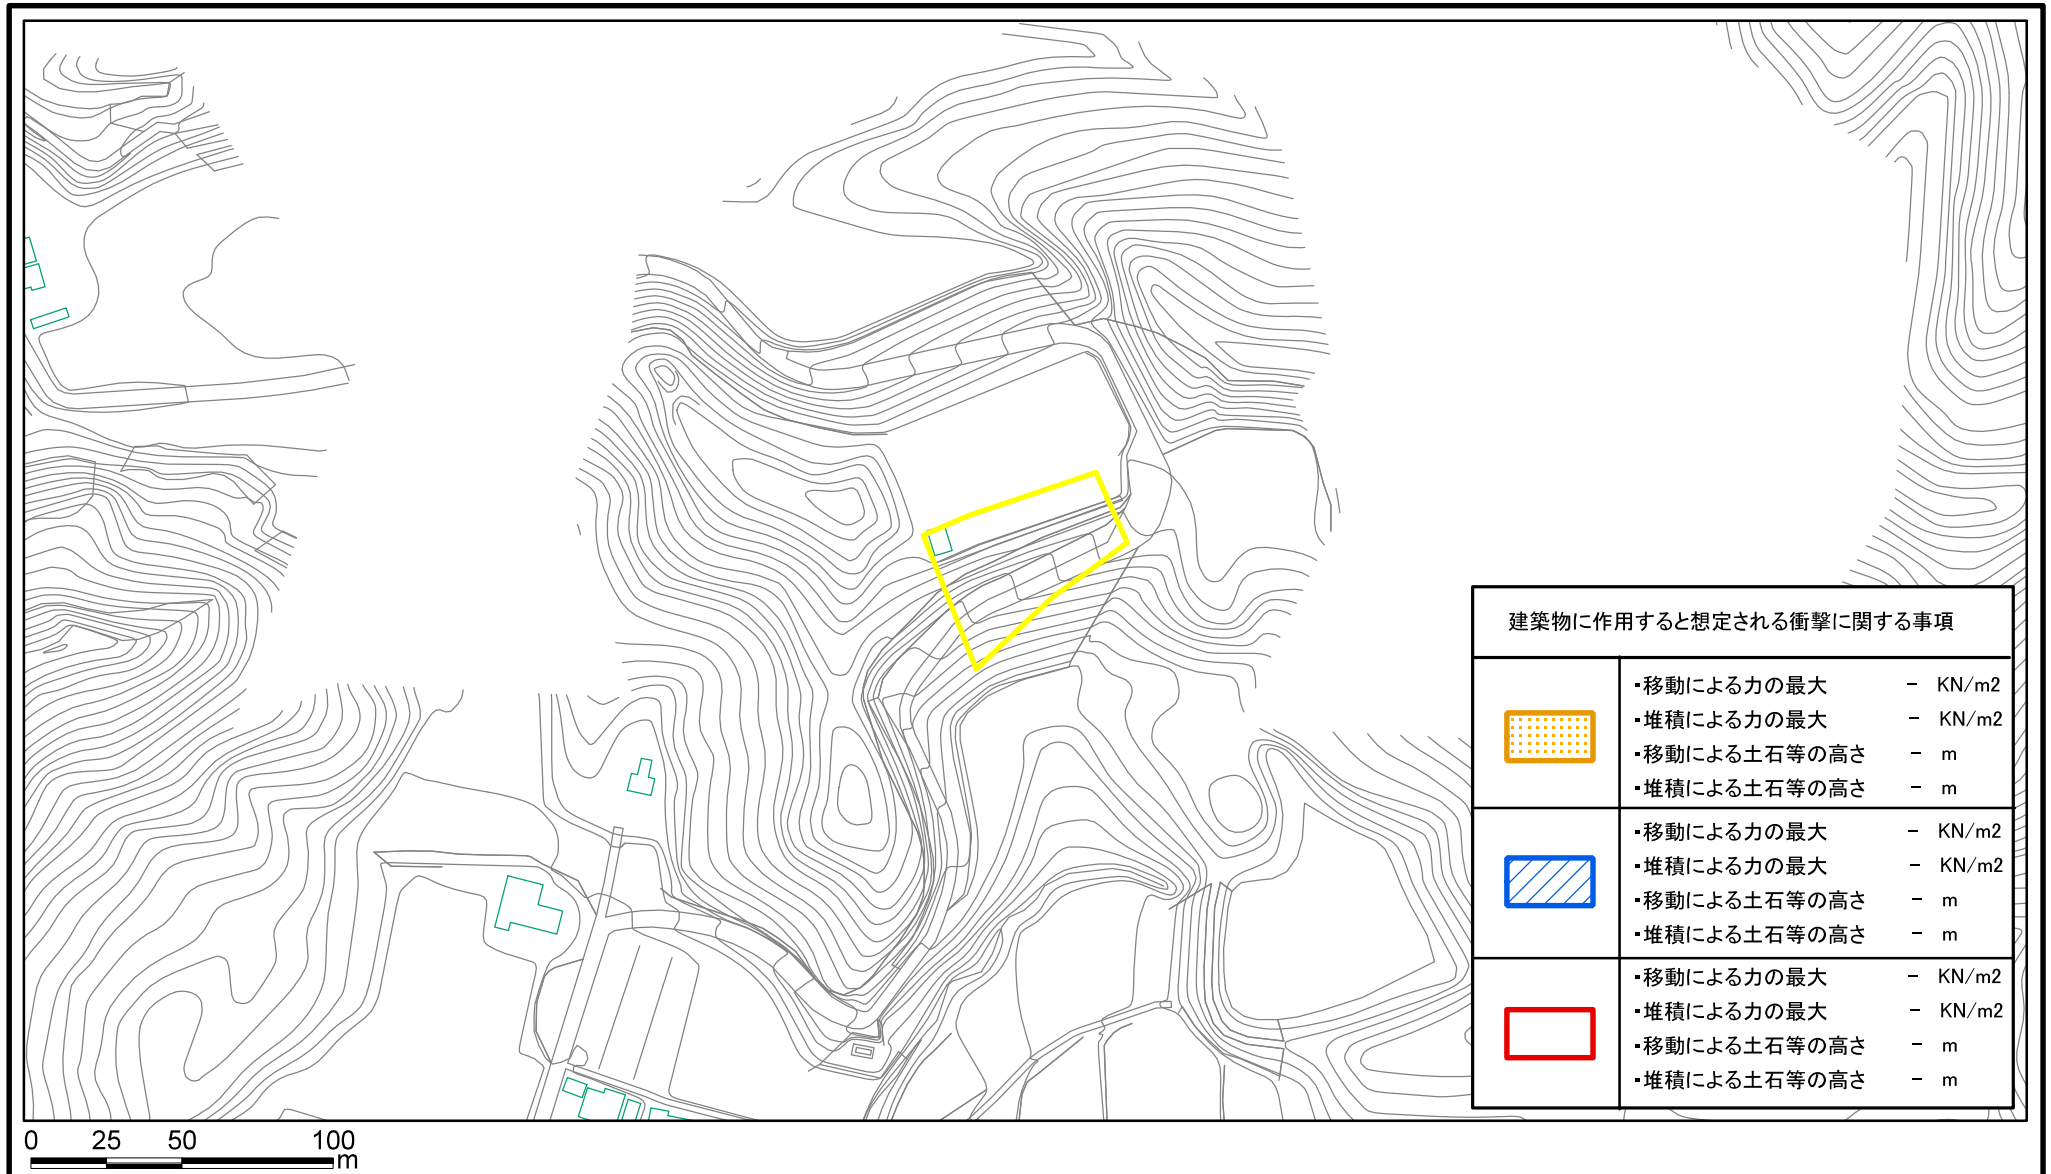 建築物に作用すると想定される衝撃に関する事項
・移動による力の最大 － KN/m2
・堆積による力の最大 － KN/m2
・移動による土石等の高さ － m
・堆積による土石等の高さ － m
・移動による力の最大 － KN/m2
・堆積による力の最大 － KN/m2
・移動による土石等の高さ － m
・堆積による土石等の高さ － m
・移動による力の最大 － KN/m2
・堆積による力の最大 － KN/m2
・移動による土石等の高さ － m
・堆積による土石等の高さ － m
0 25 50 100
m